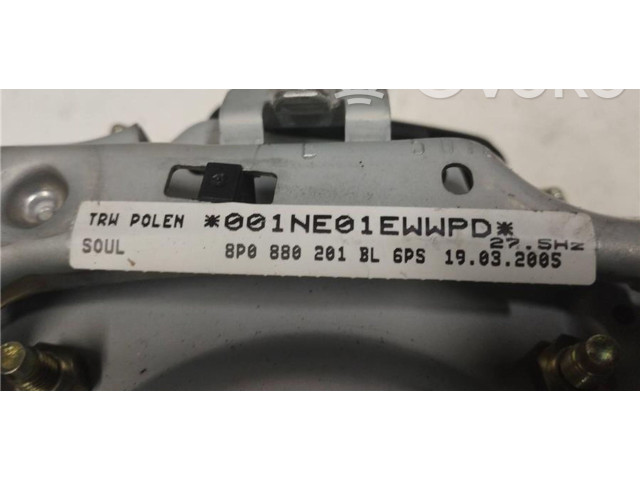 TRW POLEN *001NE01EWWPD*
27.5Hz
SOUL 8P0 880 201 BL 6PS 19.03.2005